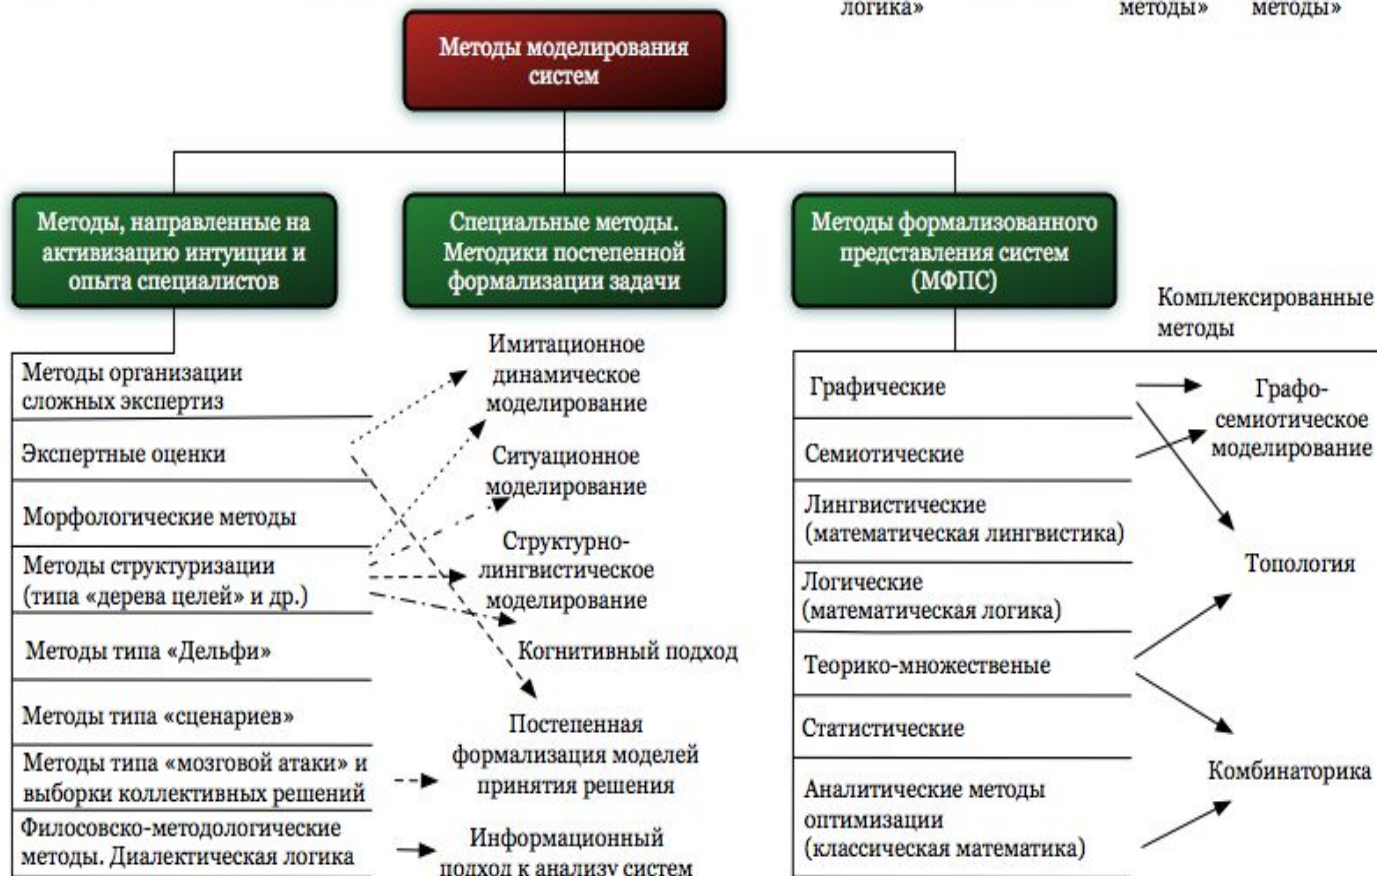 логика»
методы»
методы»
Методы моделирования
систем
Методы, направленные на
активизацию интуиции и
опыта специалистов
Специальные методы.
Методики постепенной
формализации задачи
Методы формализованного
представления систем
(МФПС)
Комплексированные
методы
Методы организации
сложных экспертиз
Экспертные оценки
Морфологические методы
Методы структуризации
(типа «дерева целей» и др.)
Методы типа «Дельфи»
Методы типа «сценариев»
Методы типа «мозговой атаки» и
выборки коллективных решений
Филосовско-методологические
методы. Диалектическая логика
Имитационное
динамическое
моделирование
Ситуационное
моделирование
Структурно-
лингвистическое
моделирование
Когнитивный подход
Постепенная
формализация моделей
принятия решения
Информационный
подход к анализу систем
Графические
Семиотические
Лингвистические
(математическая лингвистика)
Логические
(математическая логика)
Теорико-множественые
Статистические
Аналитические методы
оптимизации
(классическая математика)
Графо-
семиотическое
моделирование
Топология
Комбинаторика